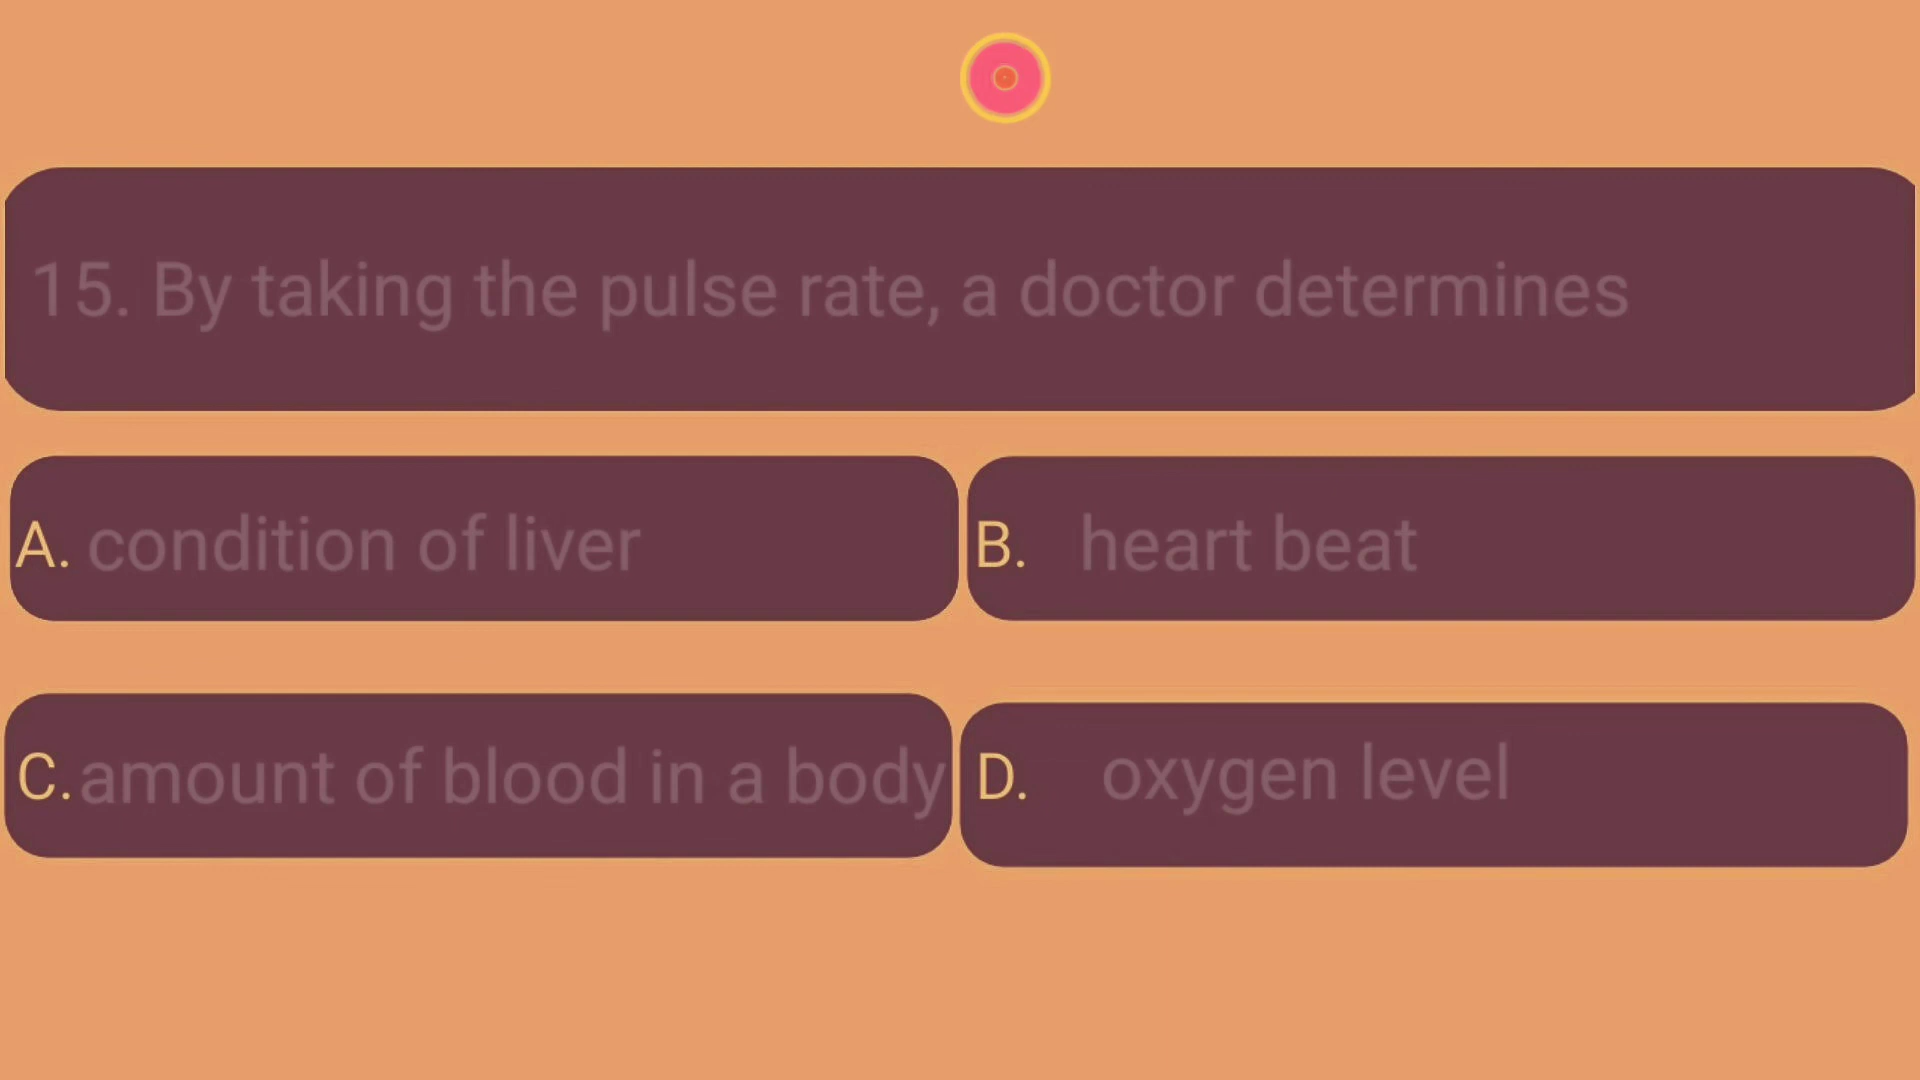 15. By taking the pulse rate, a doctor determines
A. condition of liver
B. heart beat
C. amount of blood in a body
D. oxygen level